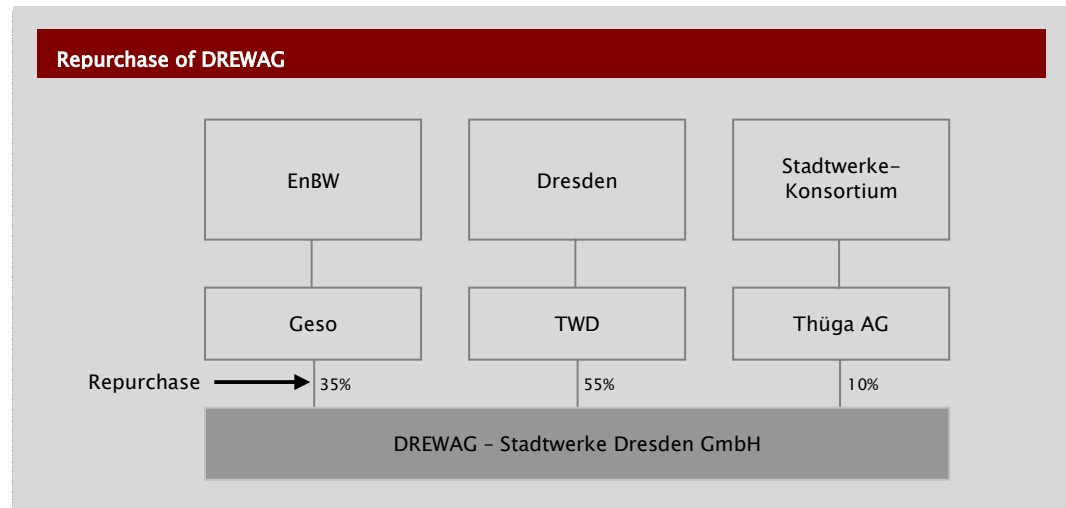 Repurchase of DREWAG
EnBW
Dresden
Stadtwerke-
Konsortium
Geso
TWD
Thüga AG
Repurchase
35%
55%
10%
DREWAG – Stadtwerke Dresden GmbH